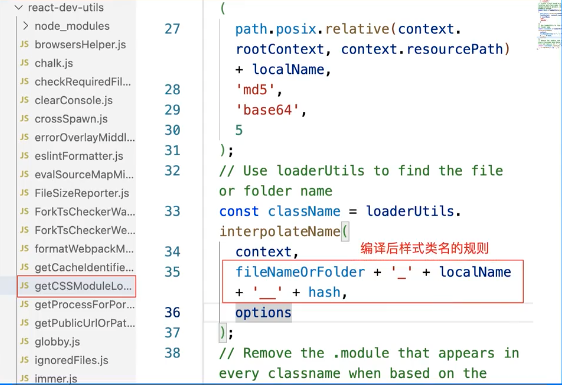 react-dev-utils
node_modules
JS browsersHelper.js
JS chalk.js
JS checkRequiredFil...
JS clearConsole.js
JS crossSpawn.js
JS errorOverlayMiddl...
JS eslintFormatter.js
JS evalSourceMapMi...
JS FileSizeReporter.js
JS ForkTsCheckerWa...
JS ForkTsCheckerWa...
JS formatWebpackM...
JS getCacheIdentifie...
JS getCSSModuleLo...
JS getProcessForPor...
JS getPublicUrlOrPat...
JS globby.js
JS ignoredFiles.js
JS immer.js
(
27 path.posix.relative(context.
rootContext, context.resourcePath)
+ localName,
28 'md5',
29 'base64',
30 5
31 );
32 // Use loaderUtils to find the file
or folder name
33 const className = loaderUtils.
interpolateName(
34 context,
编译后样式类名的规则
35 fileNameOrFolder + '_' + localName
+ '__' + hash,
36 options
37 );
38 // Remove the .module that appears in
every classname when based on the